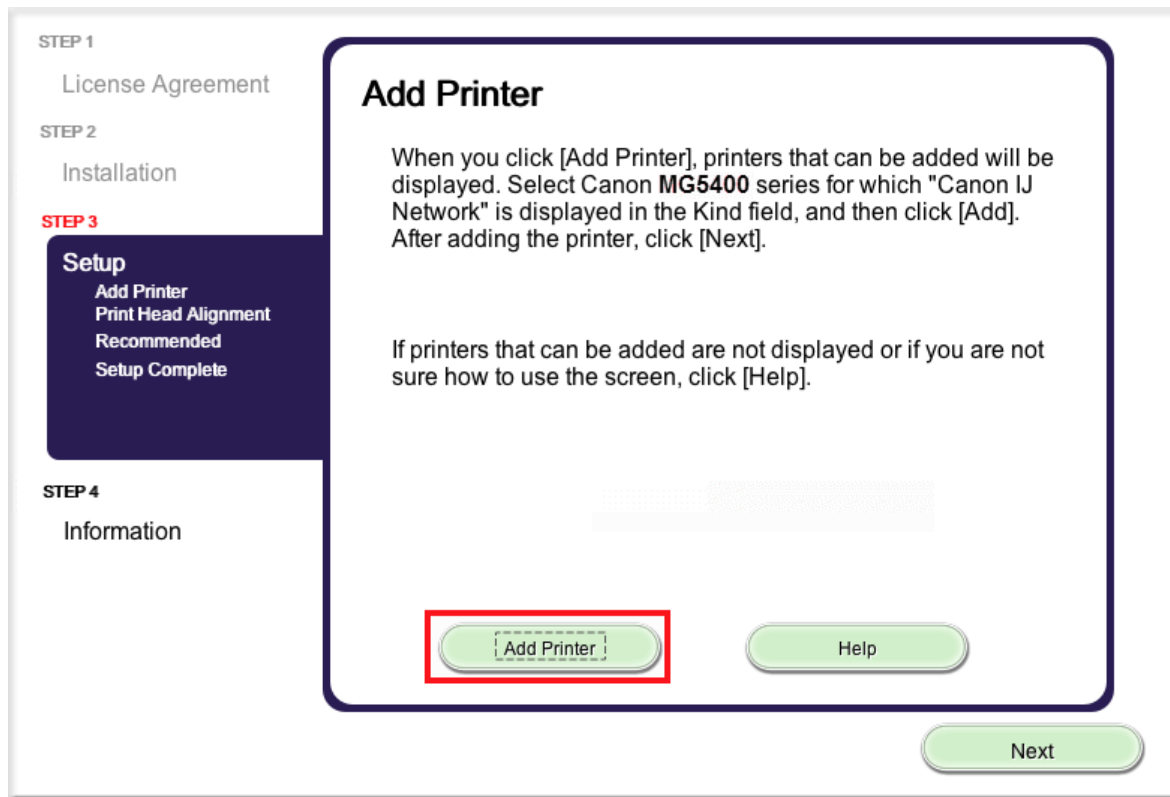 STEP 1
License Agreement
STEP 2
Installation
STEP 3
Setup
Add Printer
Print Head Alignment
Recommended
Setup Complete
STEP 4
Information
Add Printer
When you click [Add Printer], printers that can be added will be
displayed. Select Canon MG5400 series for which "Canon IJ
Network" is displayed in the Kind field, and then click [Add].
After adding the printer, click [Next].
If printers that can be added are not displayed or if you are not
sure how to use the screen, click [Help].
Add Printer
Help
Next